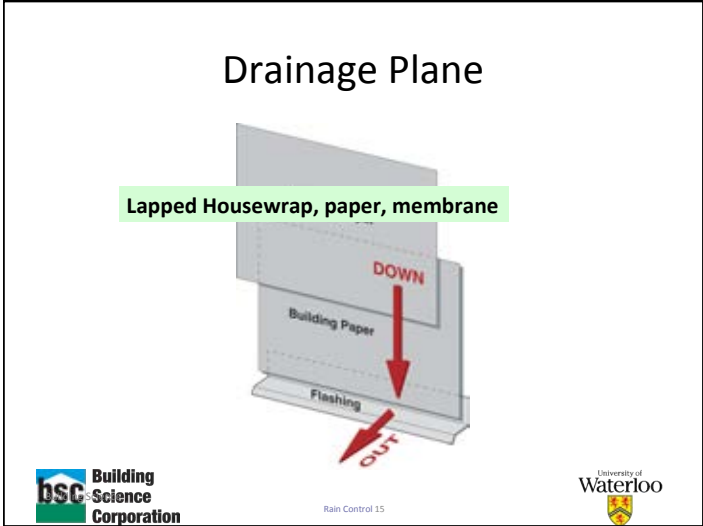 Drainage Plane
Lapped Housewrap, paper, membrane
DOWN
Building Paper
Flashing
OUT
Building
bsc Science
Corporation
Rain Control 15
University of
Waterloo